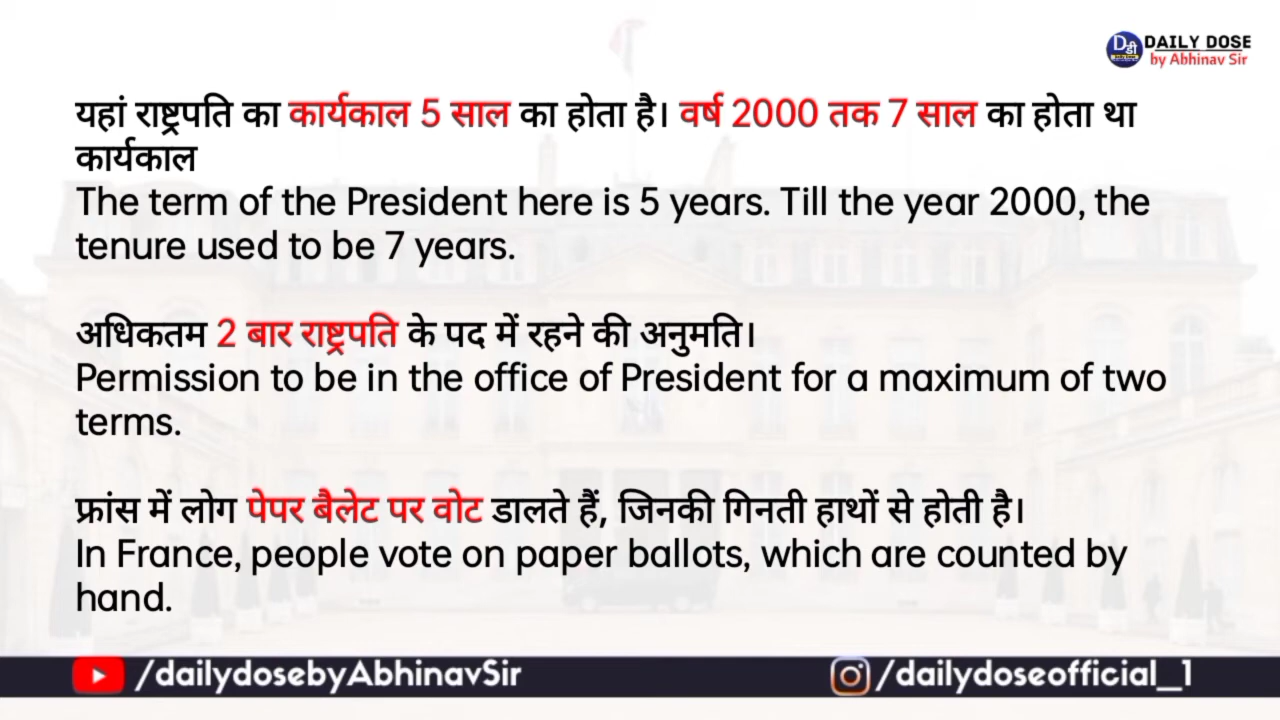 DAILY DOSE
by Abhinav Sir
यहां राष्ट्रपति का कार्यकाल 5 साल का होता है। वर्ष 2000 तक 7 साल का होता था
कार्यकाल
The term of the President here is 5 years. Till the year 2000, the
tenure used to be 7 years.
अधिकतम 2 बार राष्ट्रपति के पद में रहने की अनुमति।
Permission to be in the office of President for a maximum of two
terms.
फ्रांस में लोग पेपर बैलेट पर वोट डालते हैं, जिनकी गिनती हाथों से होती है।
In France, people vote on paper ballots, which are counted by
hand.
/dailydosebyAbhinavSir
/dailydoseofficial_1